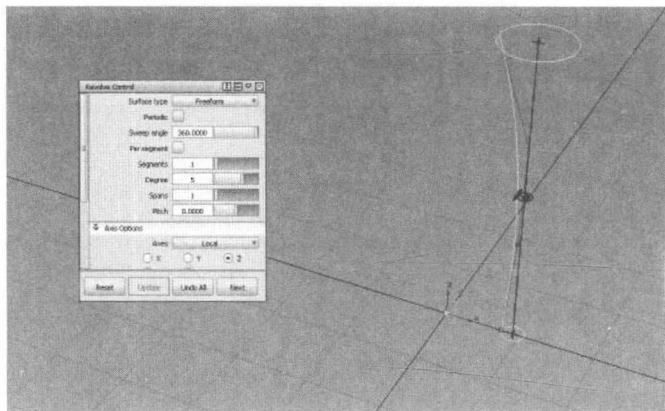 Revolve Control
Surface type Freeform
Periodic
Sweep angle 360.0000
Per segment
Segments 1
Degree 5
Spans 1
Pitch 0.0000
Axis Options
Axes Local
X Y Z
Reset Update Undo All Next